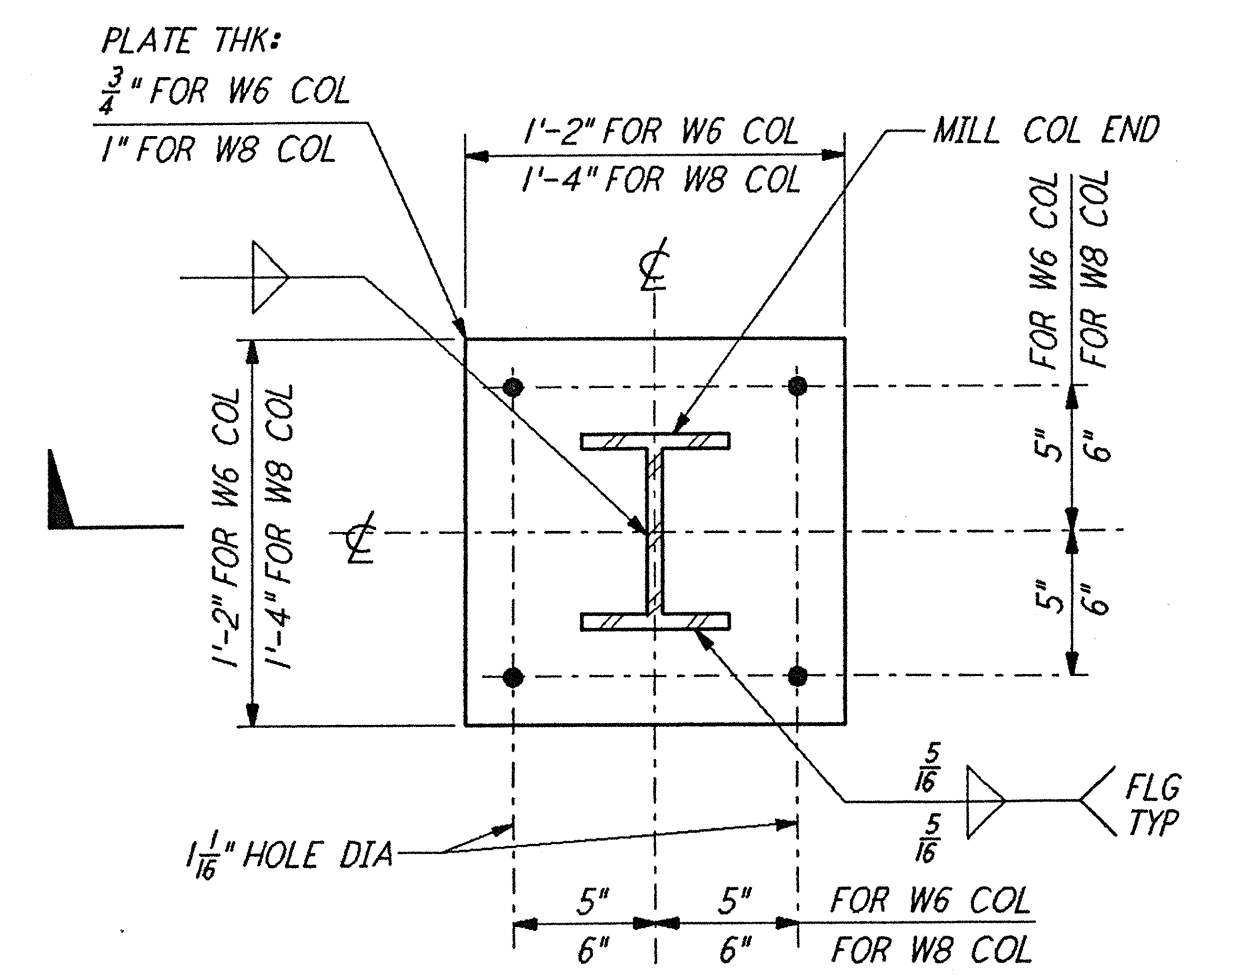 PLATE THK:
3/4" FOR W6 COL
1" FOR W8 COL
1'-2" FOR W6 COL
1'-4" FOR W8 COL
MILL COL END
FOR W6 COL
FOR W8 COL
℄
1'-2" FOR W6 COL
1'-4" FOR W8 COL
℄
5"
6"
5"
6"
5/16
5/16
FLG
TYP
1 1/16" HOLE DIA
5" 5" FOR W6 COL
6" 6" FOR W8 COL